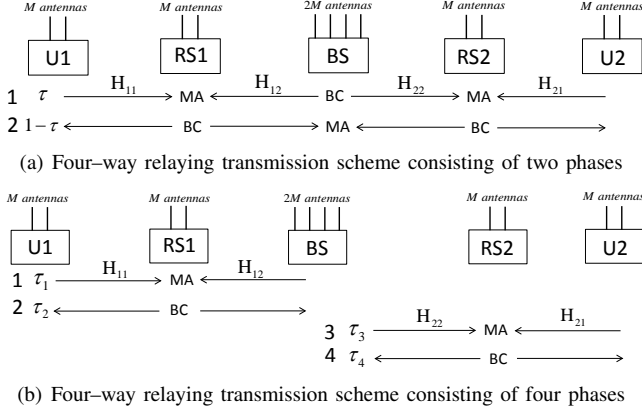 M antennas M antennas 2M antennas M antennas M antennas
U1 RS1 BS RS2 U2
1 τ H₁₁ MA H₁₂ BC H₂₂ MA H₂₁
2 1−τ BC MA BC
(a) Four–way relaying transmission scheme consisting of two phases
M antennas M antennas 2M antennas M antennas M antennas
U1 RS1 BS RS2 U2
1 τ₁ H₁₁ MA H₁₂
2 τ₂ BC
3 τ₃ H₂₂ MA H₂₁
4 τ₄ BC
(b) Four–way relaying transmission scheme consisting of four phases